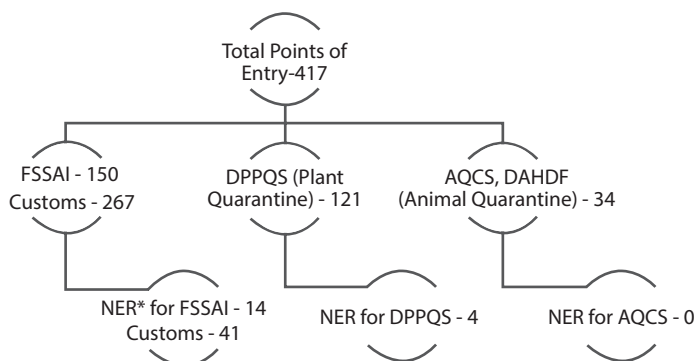 Total Points of
Entry-417
FSSAI - 150
Customs - 267
DPPQS (Plant
Quarantine) - 121
AQCS, DAHDF
(Animal Quarantine) - 34
NER* for FSSAI - 14
Customs - 41
NER for DPPQS - 4
NER for AQCS - 0